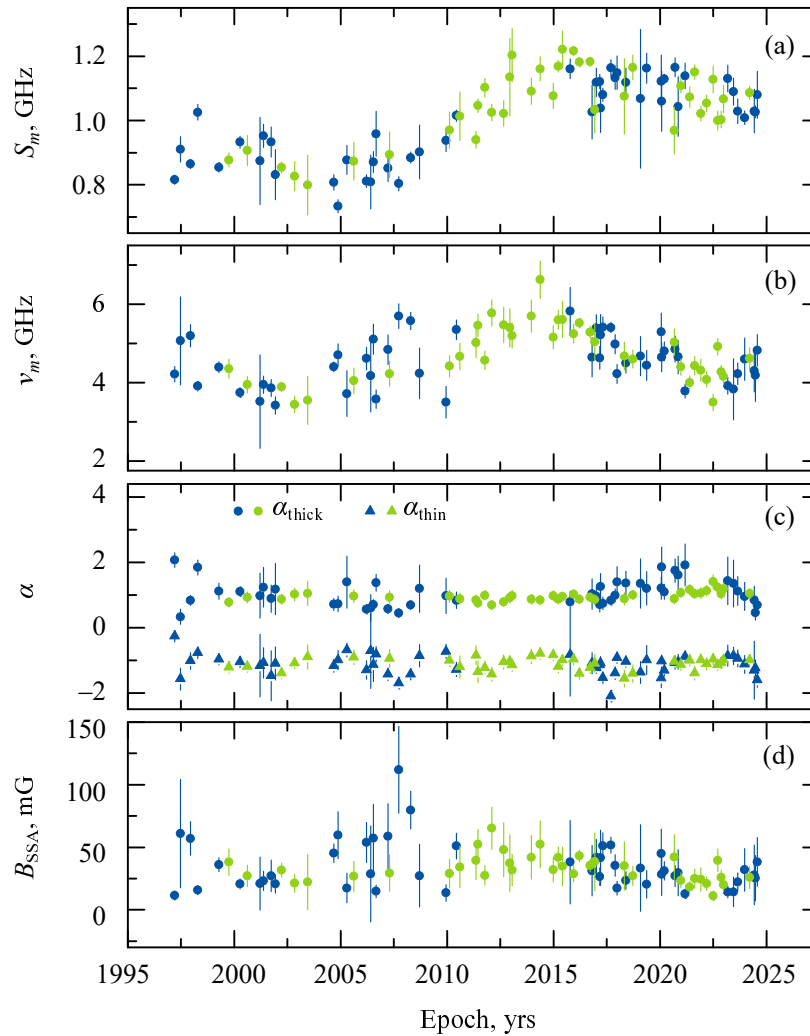 (a)
1.2
1.0
0.8
S_m, GHz
(b)
6
4
2
ν_m, GHz
(c)
α_thick
α_thin
4
2
0
−2
α
(d)
150
100
50
0
B_SSA, mG
1995 2000 2005 2010 2015 2020 2025
Epoch, yrs